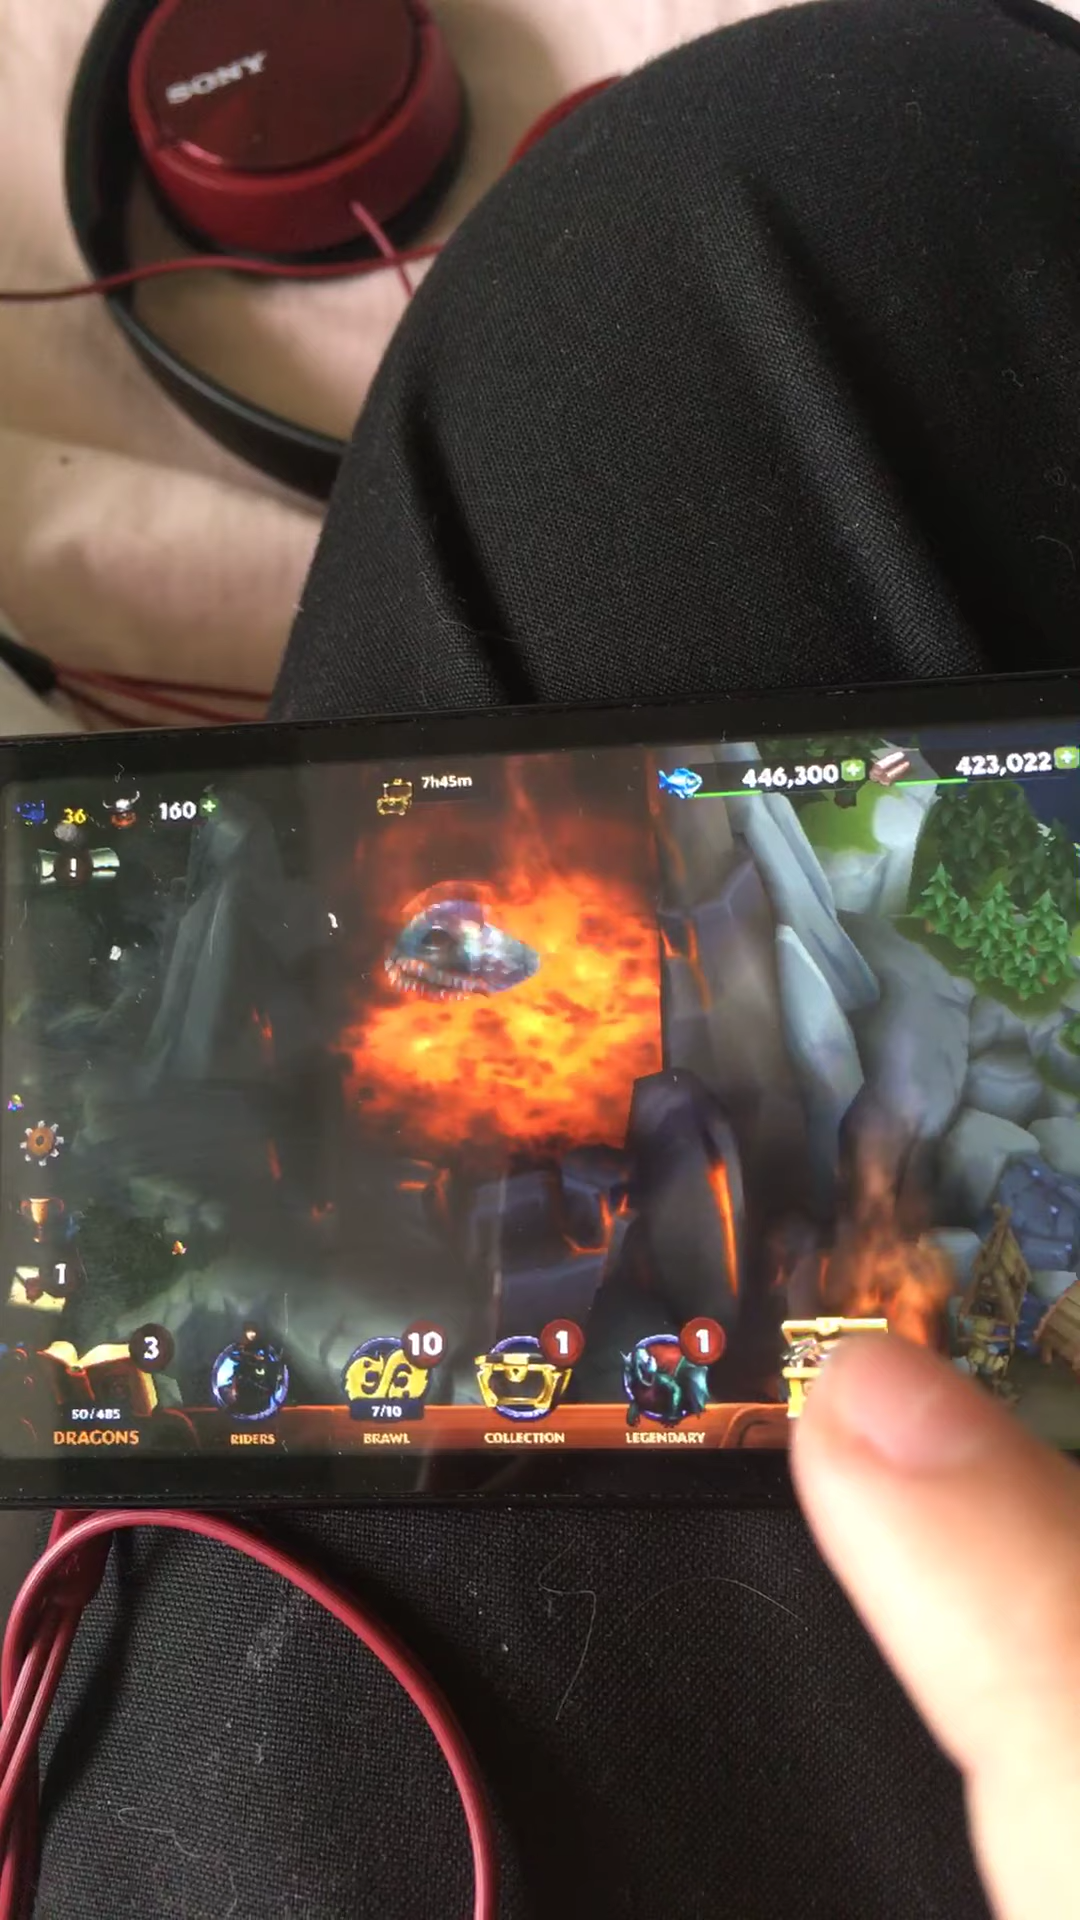 SONY
7h45m
446,300
423,022
36
160
!
1
3
10
1
1
50/485
7/10
DRAGONS
RIDERS
BRAWL
COLLECTION
LEGENDARY